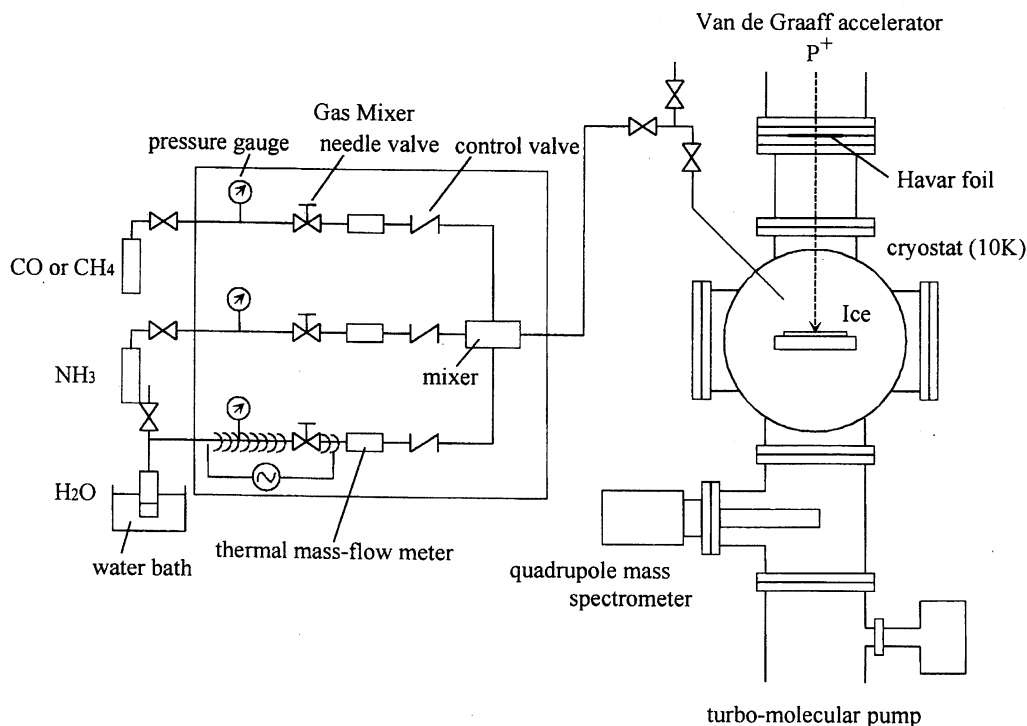 Van de Graaff accelerator
P+
Gas Mixer
pressure gauge
needle valve
control valve
Havar foil
cryostat (10K)
CO or CH4
Ice
mixer
NH3
H2O
thermal mass-flow meter
water bath
quadrupole mass
spectrometer
turbo-molecular pump